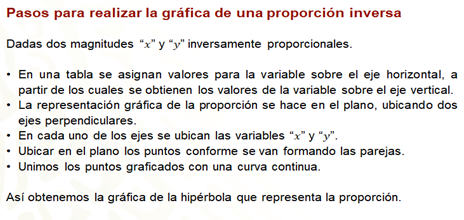 Pasos para realizar la gráfica de una proporción inversa
Dadas dos magnitudes “x” y “y” inversamente proporcionales.
• En una tabla se asignan valores para la variable sobre el eje horizontal, a
partir de los cuales se obtienen los valores de la variable sobre el eje vertical.
• La representación gráfica de la proporción se hace en el plano, ubicando dos
ejes perpendiculares.
• En cada uno de los ejes se ubican las variables “x” y “y”.
• Ubicar en el plano los puntos conforme se van formando las parejas.
• Unimos los puntos graficados con una curva continua.
Así obtenemos la gráfica de la hipérbola que representa la proporción.